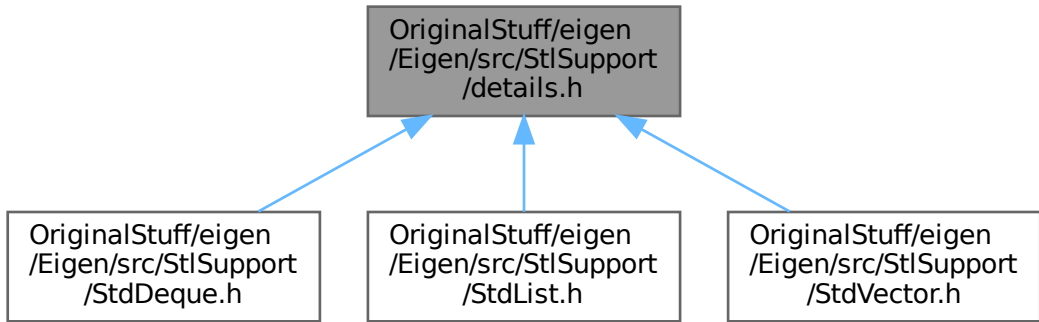 OriginalStuff/eigen
/Eigen/src/StlSupport
/details.h
OriginalStuff/eigen
/Eigen/src/StlSupport
/StdDeque.h
OriginalStuff/eigen
/Eigen/src/StlSupport
/StdList.h
OriginalStuff/eigen
/Eigen/src/StlSupport
/StdVector.h